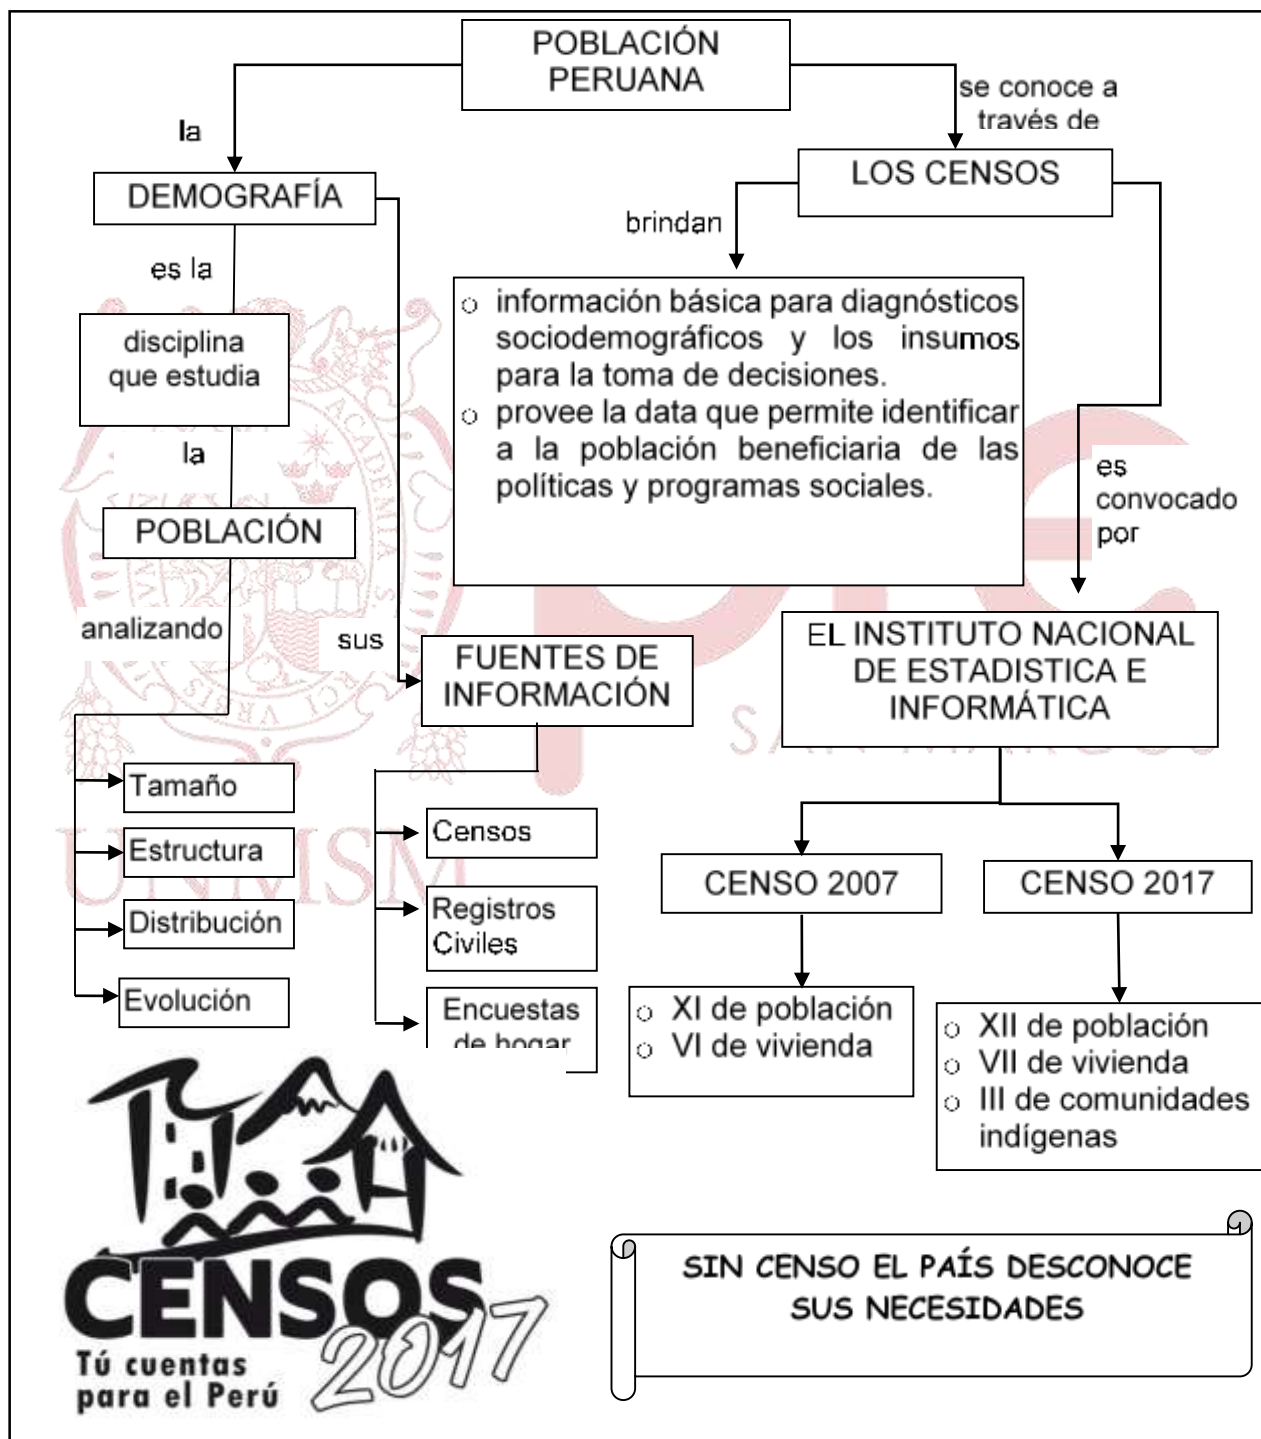 POBLACIÓN
PERUANA
la
se conoce a
través de
DEMOGRAFÍA
LOS CENSOS
brindan
es la
disciplina
que estudia
la
POBLACIÓN
analizando
sus
○ información básica para diagnósticos
sociodemográficos y los insumos
para la toma de decisiones.
○ provee la data que permite identificar
a la población beneficiaria de las
políticas y programas sociales.
es
convocado
por
FUENTES DE
INFORMACIÓN
EL INSTITUTO NACIONAL
DE ESTADISTICA E
INFORMÁTICA
Tamaño
Estructura
Distribución
Evolución
Censos
Registros
Civiles
Encuestas
de hogar
CENSO 2007
CENSO 2017
○ XI de población
○ VI de vivienda
○ XII de población
○ VII de vivienda
○ III de comunidades
indígenas
UNMSM
SAN MARCOS
CENSOS
2017
Tú cuentas
para el Perú
SIN CENSO EL PAÍS DESCONOCE
SUS NECESIDADES